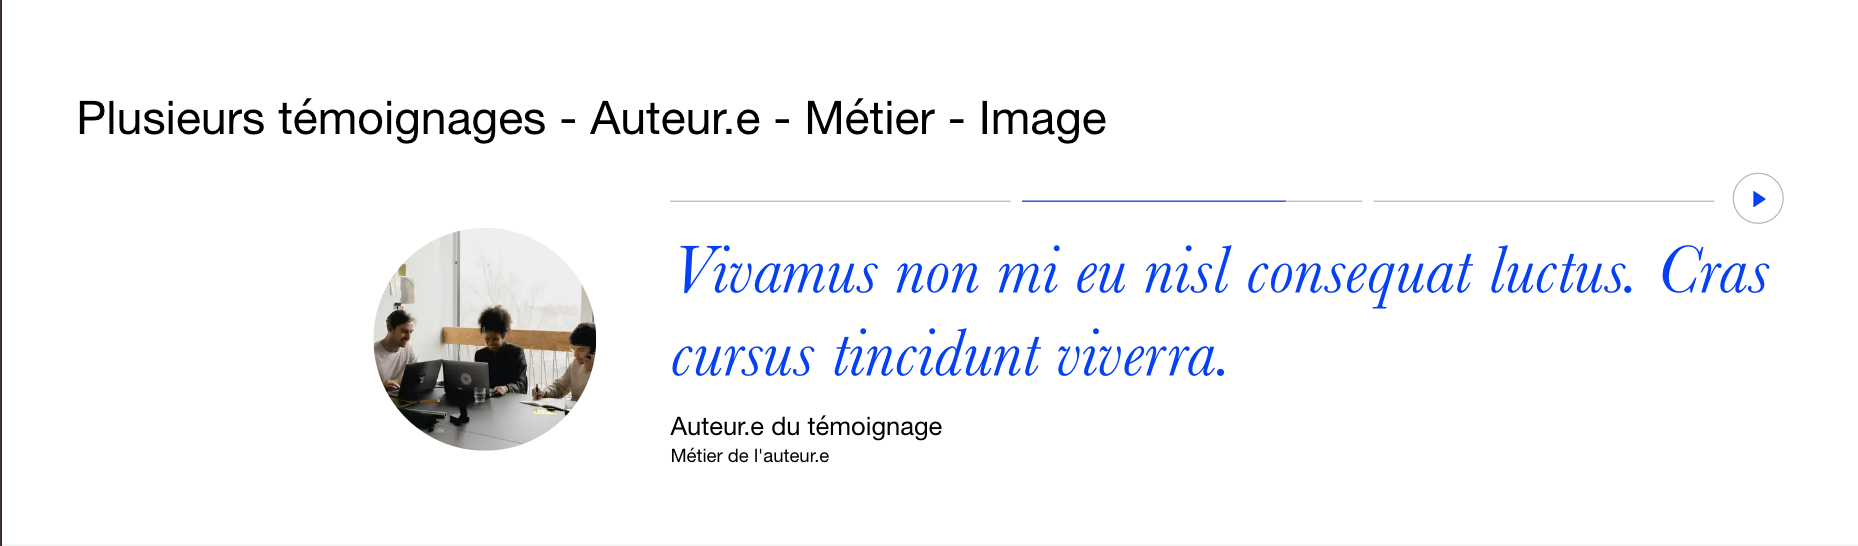 Plusieurs témoignages - Auteur.e - Métier - Image
Vivamus non mi eu nisl consequat luctus. Cras
cursus tincidunt viverra.
Auteur.e du témoignage
Métier de l'auteur.e